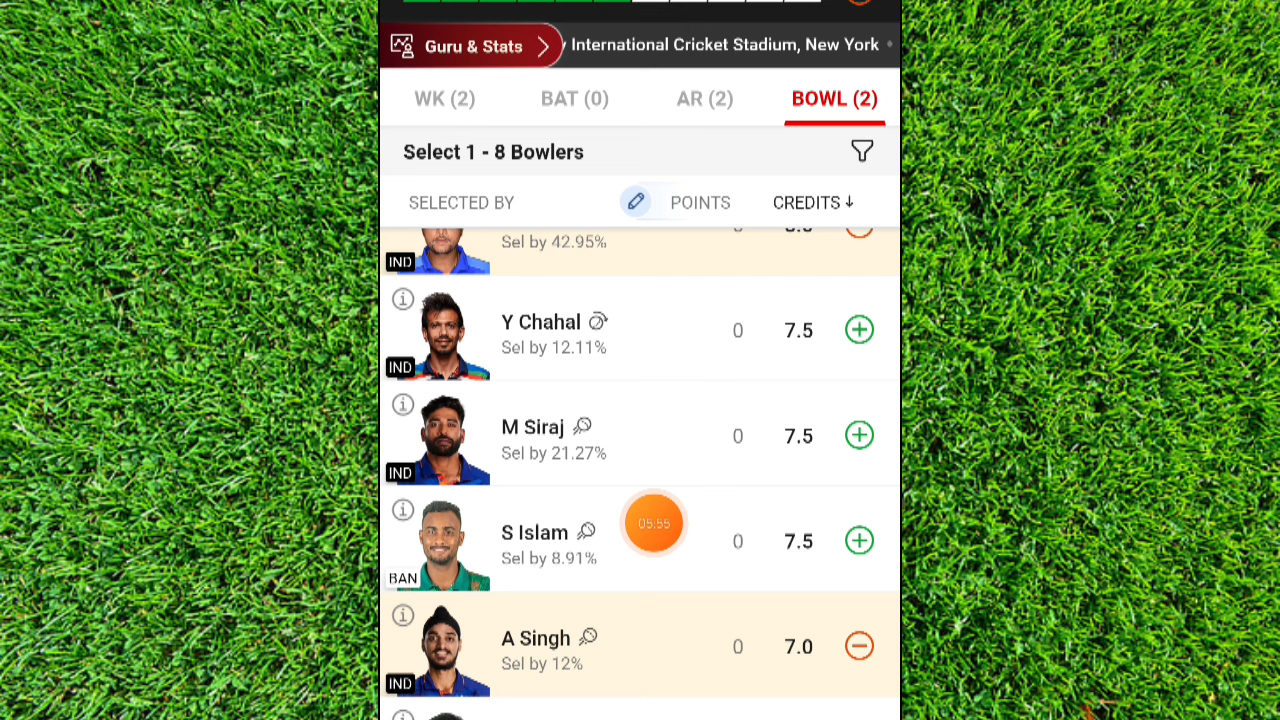 Guru & Stats
International Cricket Stadium, New York
WK (2)
BAT (0)
AR (2)
BOWL (2)
Select 1 - 8 Bowlers
SELECTED BY
POINTS
CREDITS ↓
Sel by 42.95%
IND
Y Chahal
0
7.5
Sel by 12.11%
IND
M Siraj
0
7.5
Sel by 21.27%
IND
S Islam
05:55
0
7.5
Sel by 8.91%
BAN
A Singh
0
7.0
Sel by 12%
IND